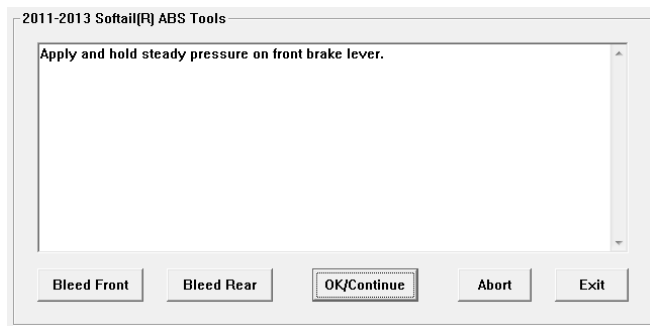 2011-2013 Softail(R) ABS Tools
Apply and hold steady pressure on front brake lever.
Bleed Front Bleed Rear OK/Continue Abort Exit